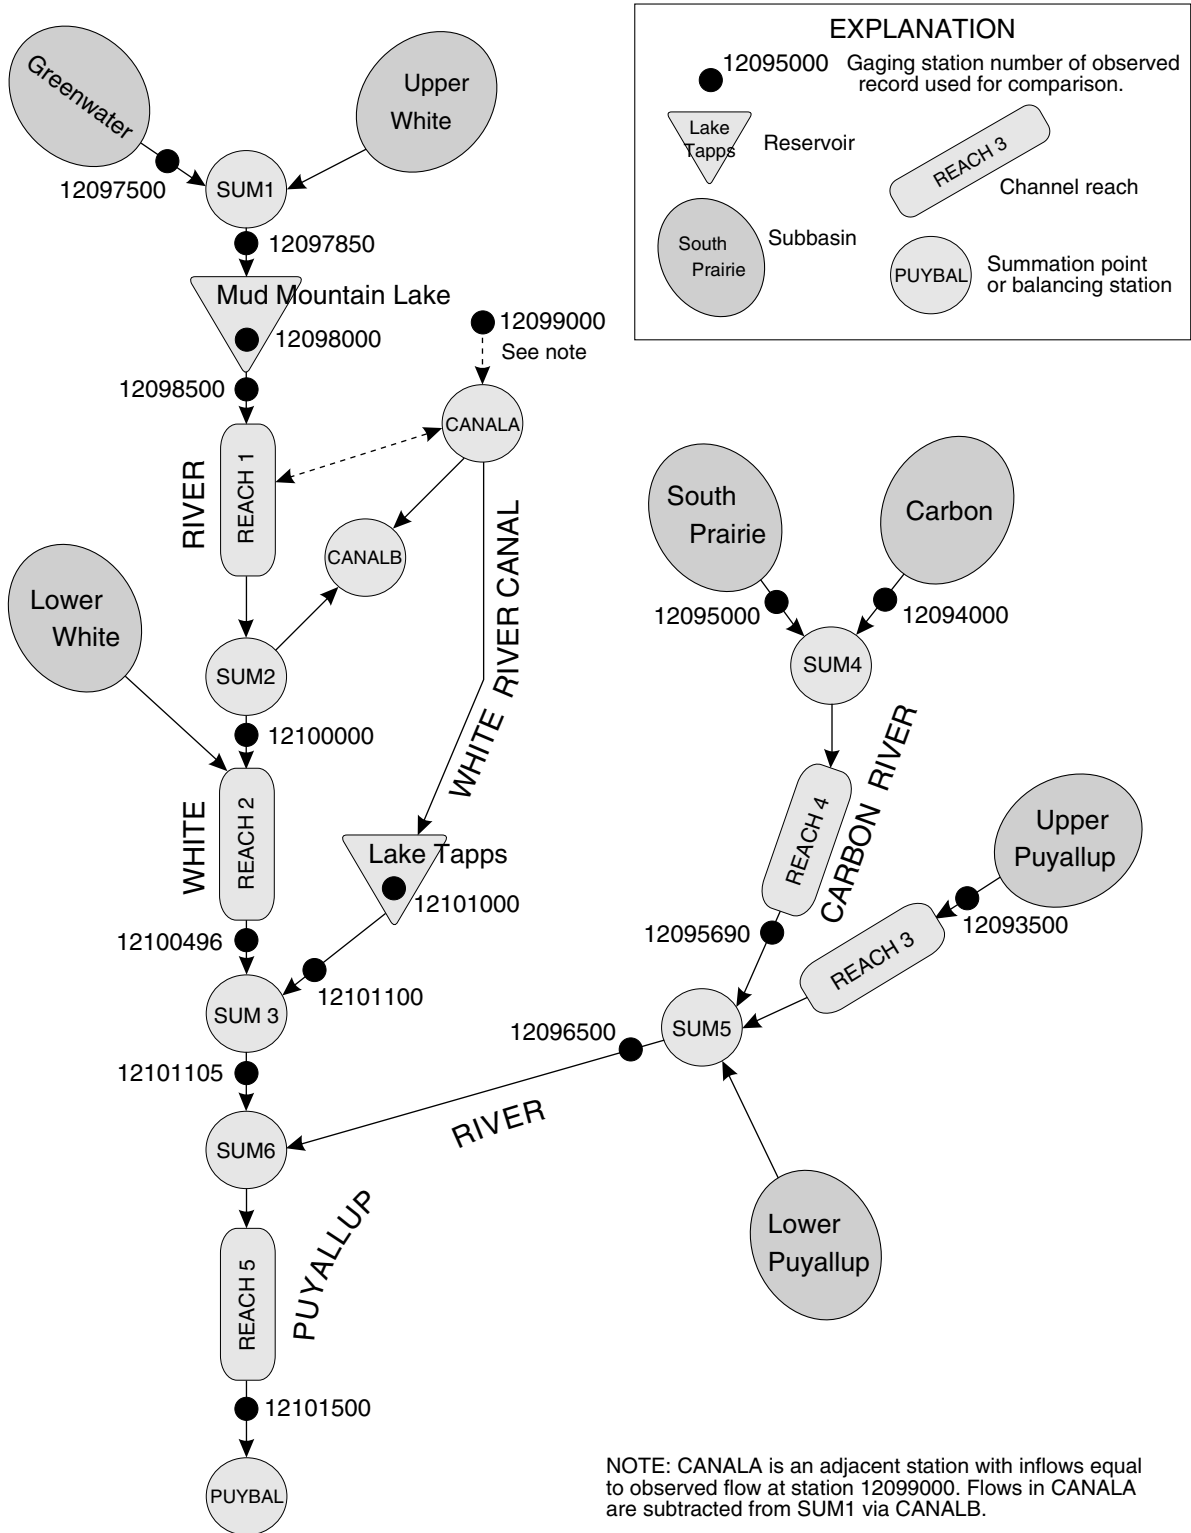 EXPLANATION
12095000
Gaging station number of observed
record used for comparison.
Lake
Tapps
Reservoir
REACH 3
Channel reach
South
Prairie
Subbasin
PUYBAL
Summation point
or balancing station
Greenwater
Upper
White
12097500
SUM1
12097850
Mud Mountain Lake
12098000
12099000
See note
12098500
CANALA
RIVER
REACH 1
CANALB
WHITE RIVER CANAL
Lower
White
SUM2
12100000
WHITE
REACH 2
Lake Tapps
12101000
12100496
12101100
SUM 3
12101105
South
Prairie
Carbon
12095000
12094000
SUM4
CARBON RIVER
REACH 4
Upper
Puyallup
12095690
12093500
REACH 3
12096500
SUM5
RIVER
SUM6
Lower
Puyallup
PUYALLUP
REACH 5
12101500
PUYBAL
NOTE: CANALA is an adjacent station with inflows equal
to observed flow at station 12099000. Flows in CANALA
are subtracted from SUM1 via CANALB.